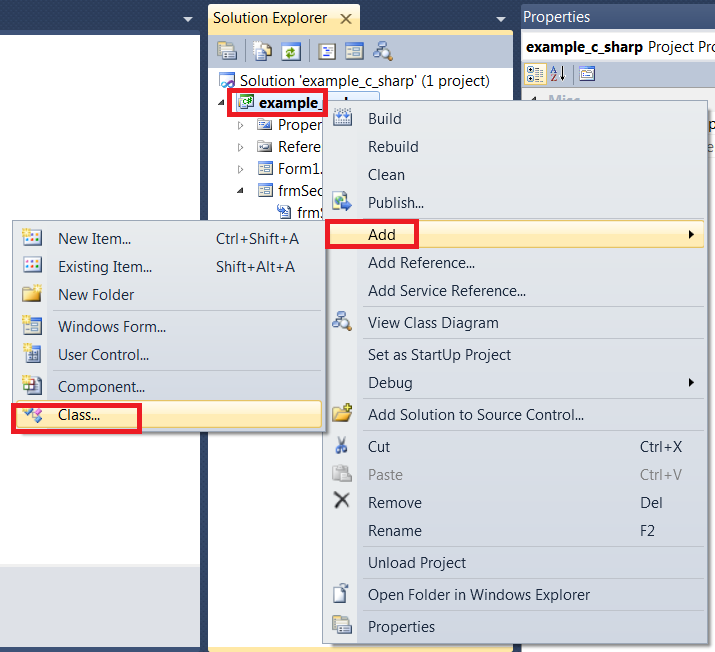 Solution Explorer
Properties
example_c_sharp Project
Solution 'example_c_sharp' (1 project)
example_
Misc
Build
Rebuild
Clean
Publish...
Add
Add Reference...
Add Service Reference...
View Class Diagram
Set as StartUp Project
Debug
Add Solution to Source Control...
Cut Ctrl+X
Paste Ctrl+V
Remove Del
Rename F2
Unload Project
Open Folder in Windows Explorer
Properties
Proper
Refere
Form1.
frmSec
New Item... Ctrl+Shift+A
Existing Item... Shift+Alt+A
New Folder
Windows Form...
User Control...
Component...
Class...